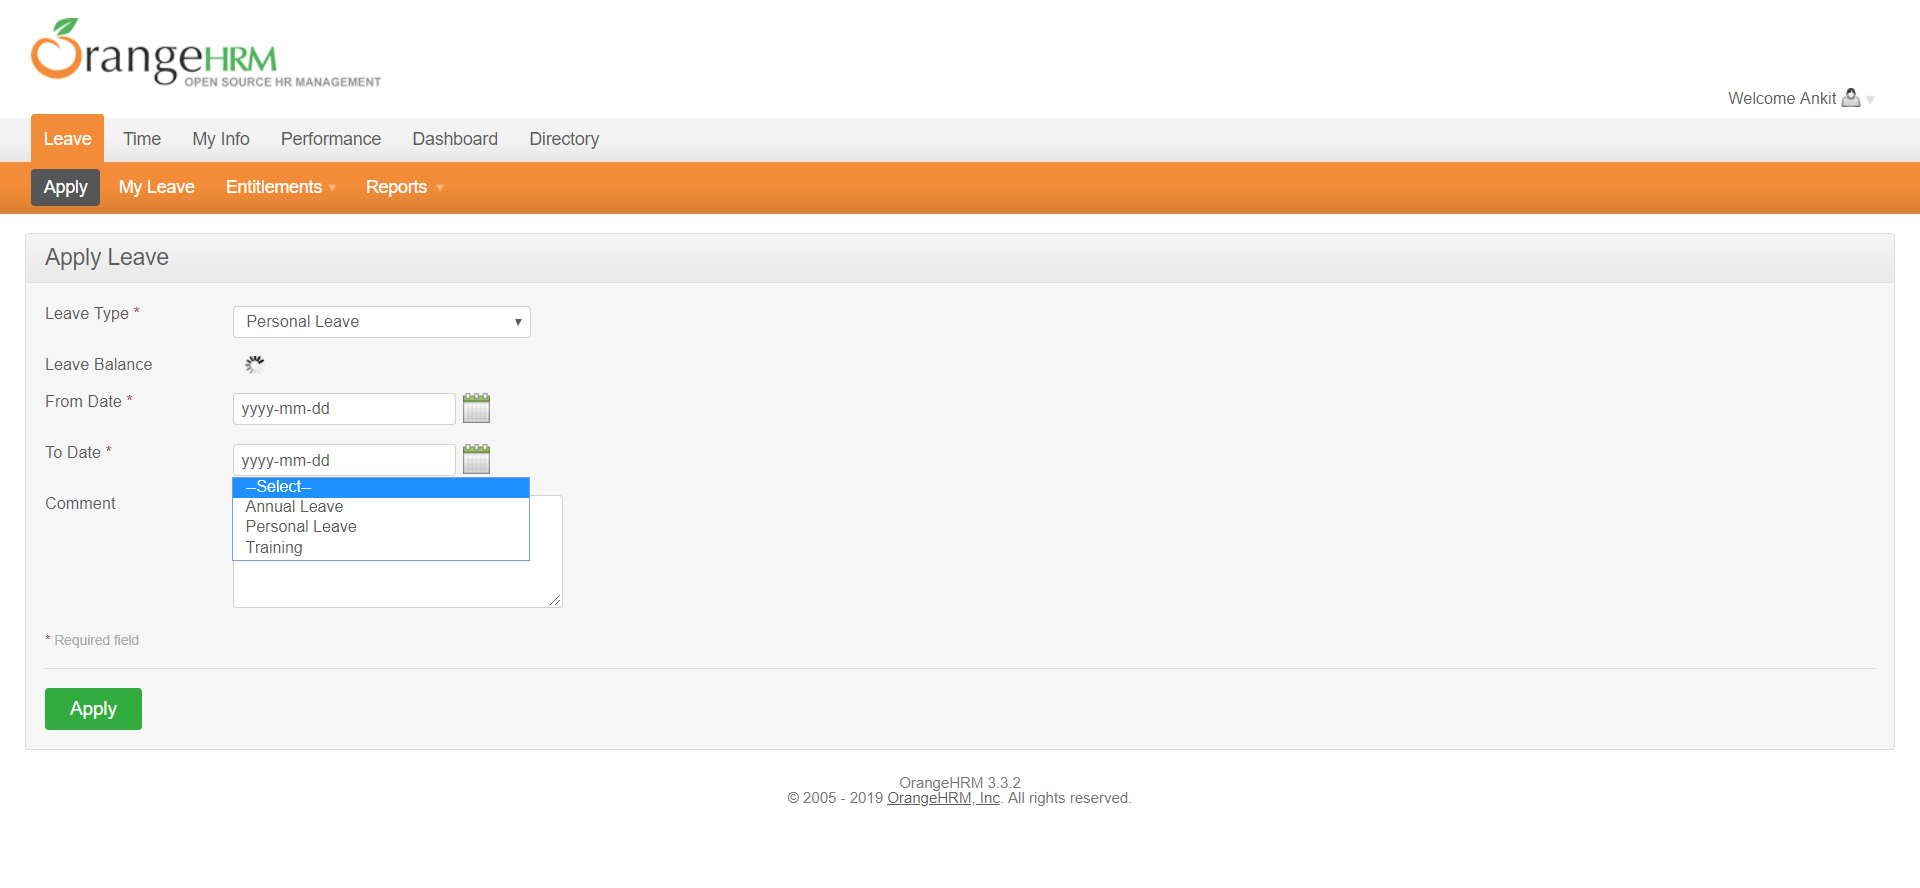 OrangeHRM
OPEN SOURCE HR MANAGEMENT
Welcome Ankit
Leave Time My Info Performance Dashboard Directory
Apply My Leave Entitlements Reports
Apply Leave
Leave Type *
Personal Leave
Leave Balance
From Date *
yyyy-mm-dd
To Date *
yyyy-mm-dd
--Select--
Comment
Annual Leave
Personal Leave
Training
* Required field
Apply
OrangeHRM 3.3.2
© 2005 - 2019 OrangeHRM, Inc. All rights reserved.